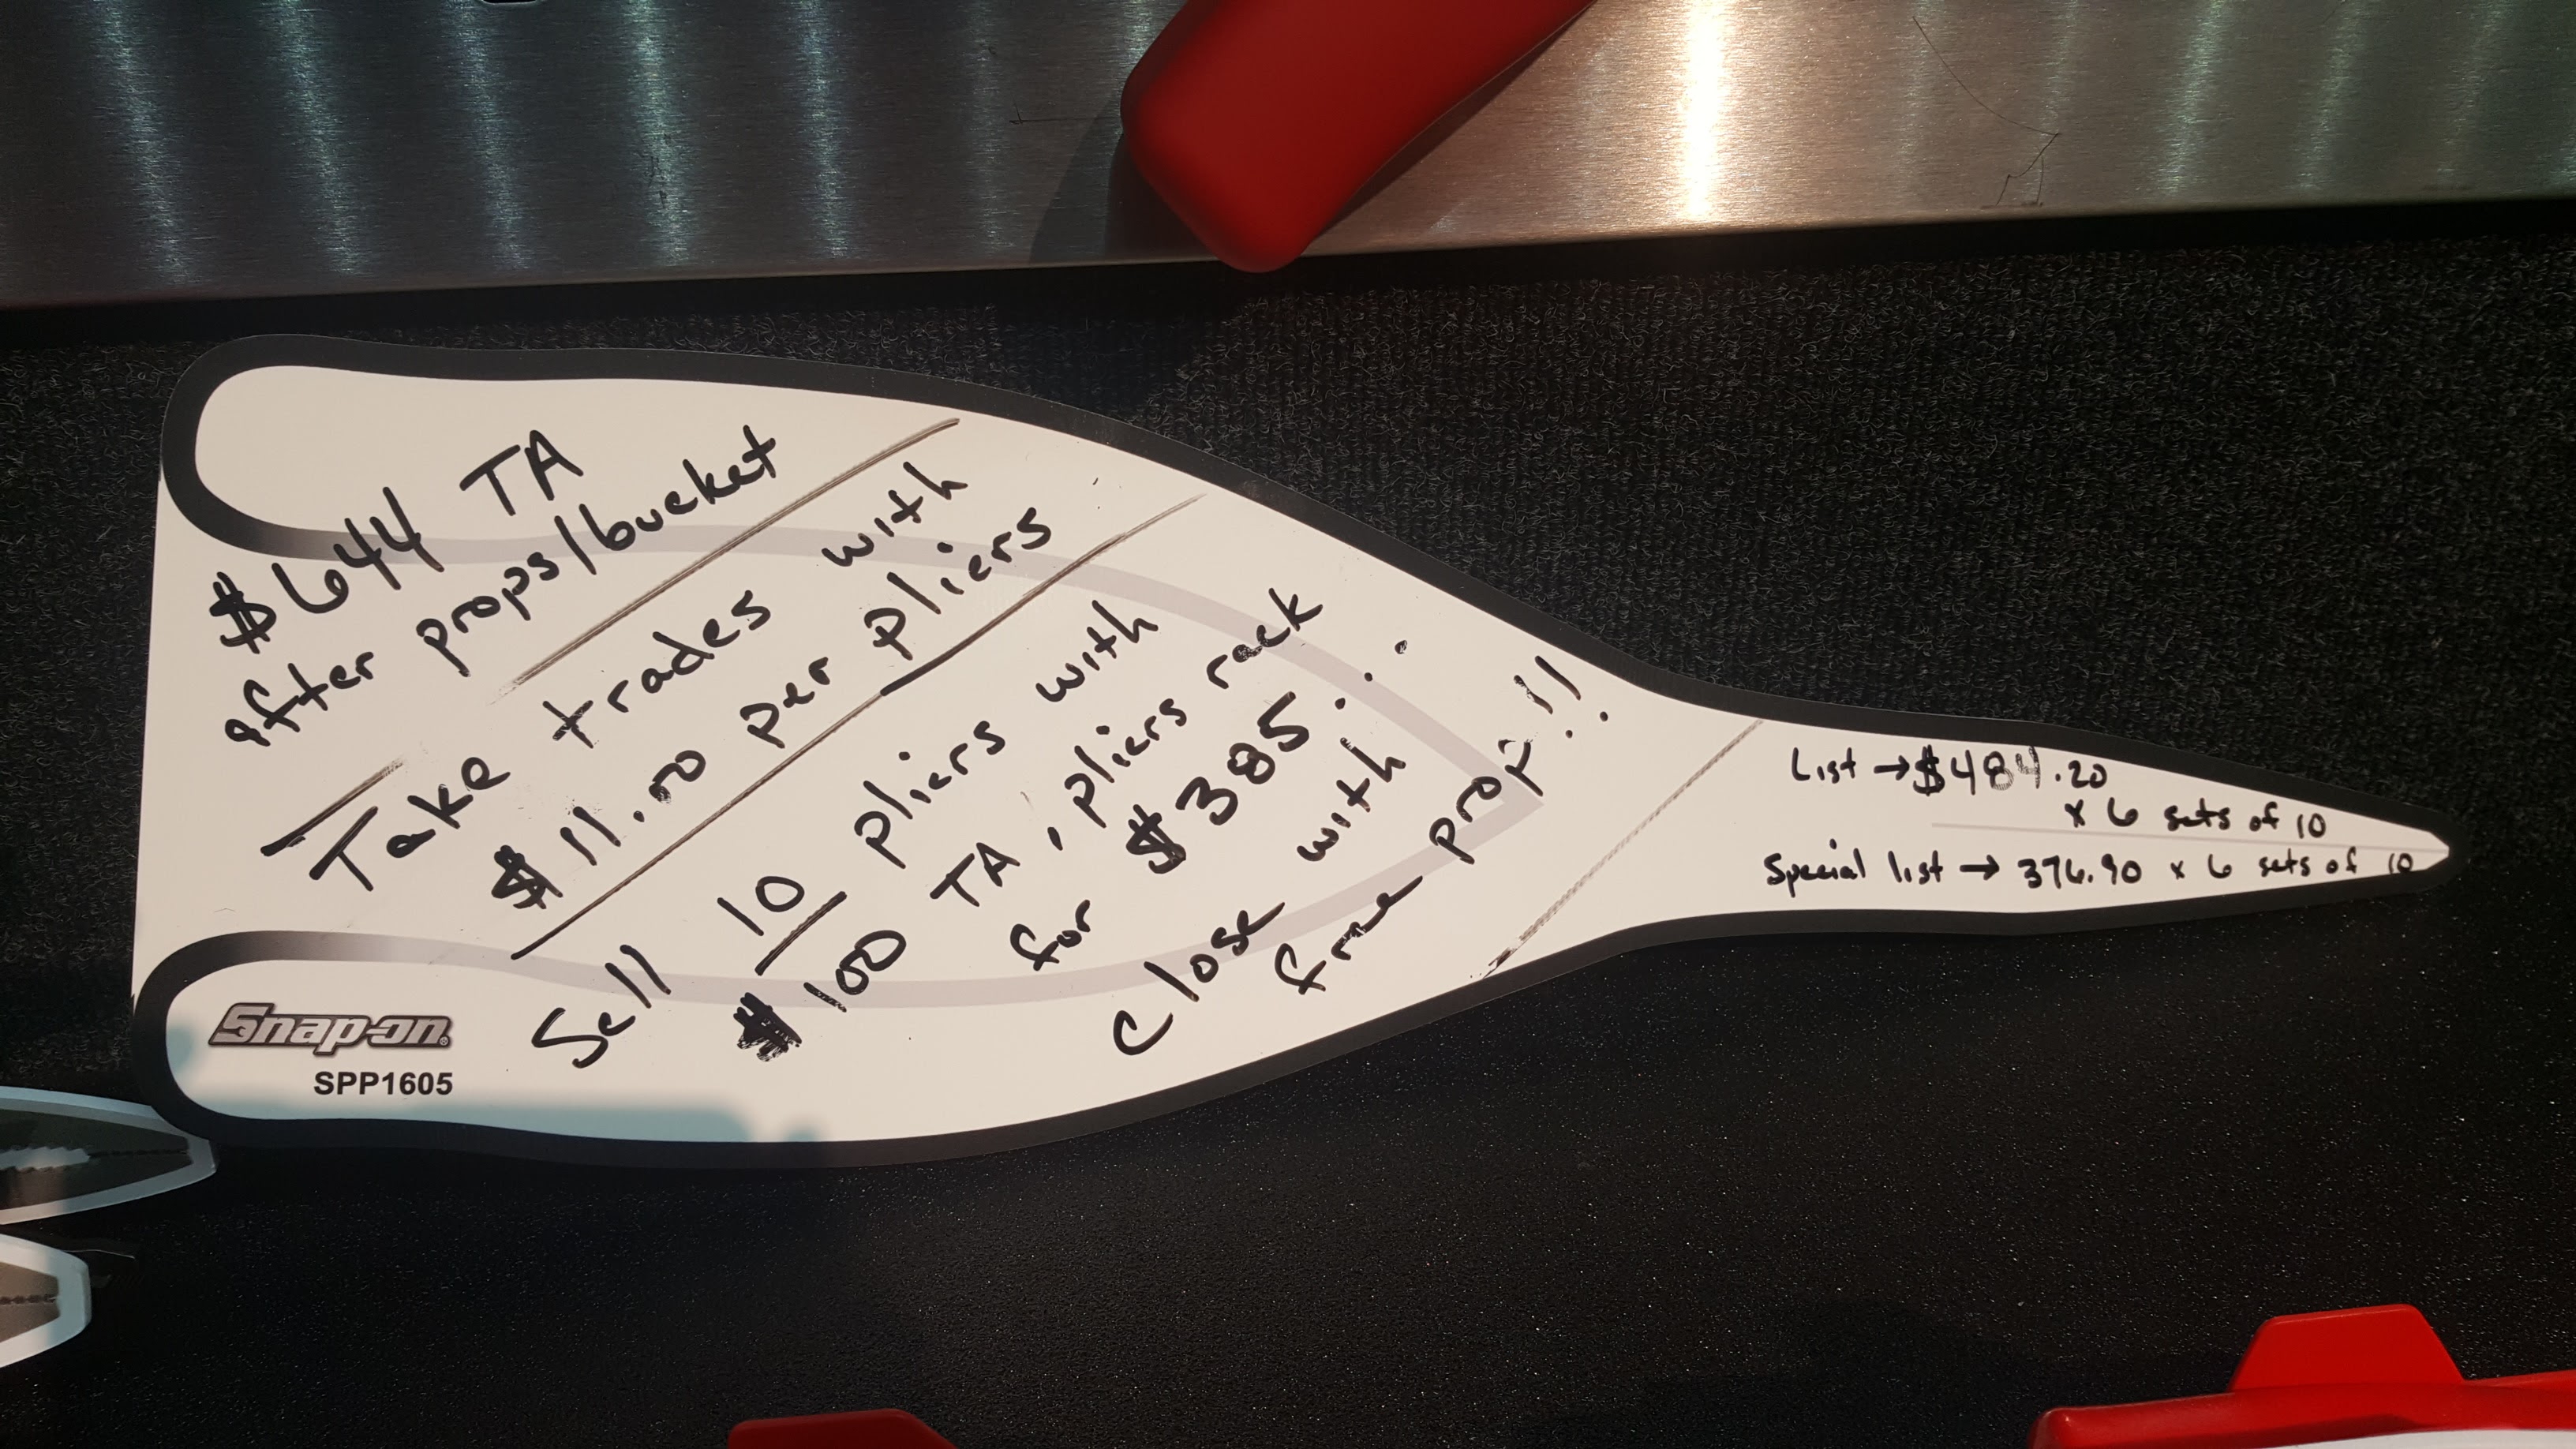 $644 TA
after props/bucket
Take trades with
$11.00 per pliers
Sell 10 pliers with
$100 TA, pliers rack
for $385...
Close with
free prof!!
List → $484.20
x 6 sets of 10
Special list → 376.90 x 6 sets of 10
Snap-on
SPP1605